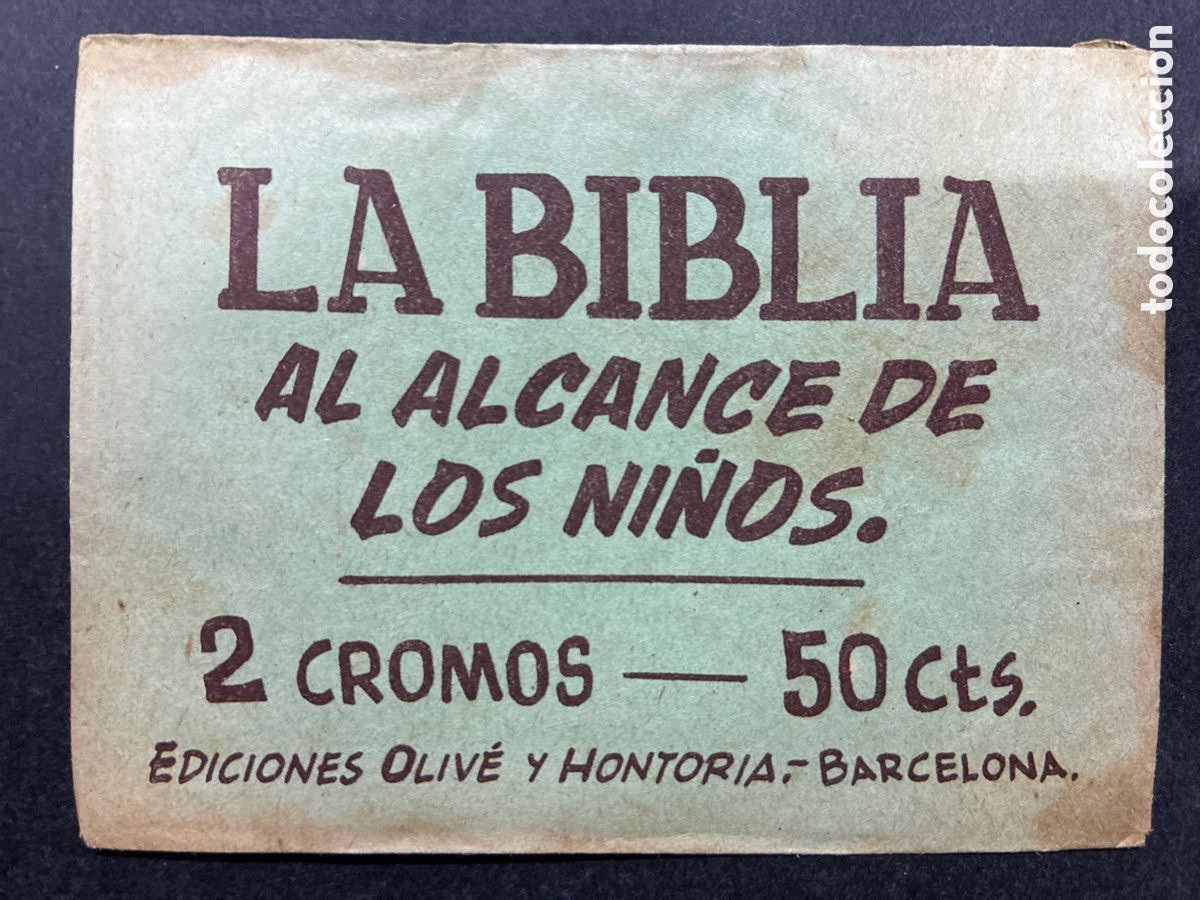 LA BIBLIA
AL ALCANCE DE
LOS NIÑOS.
2 CROMOS — 50 Cts.
EDICIONES OLIVÉ Y HONTORIA.- BARCELONA.
todocoleccion